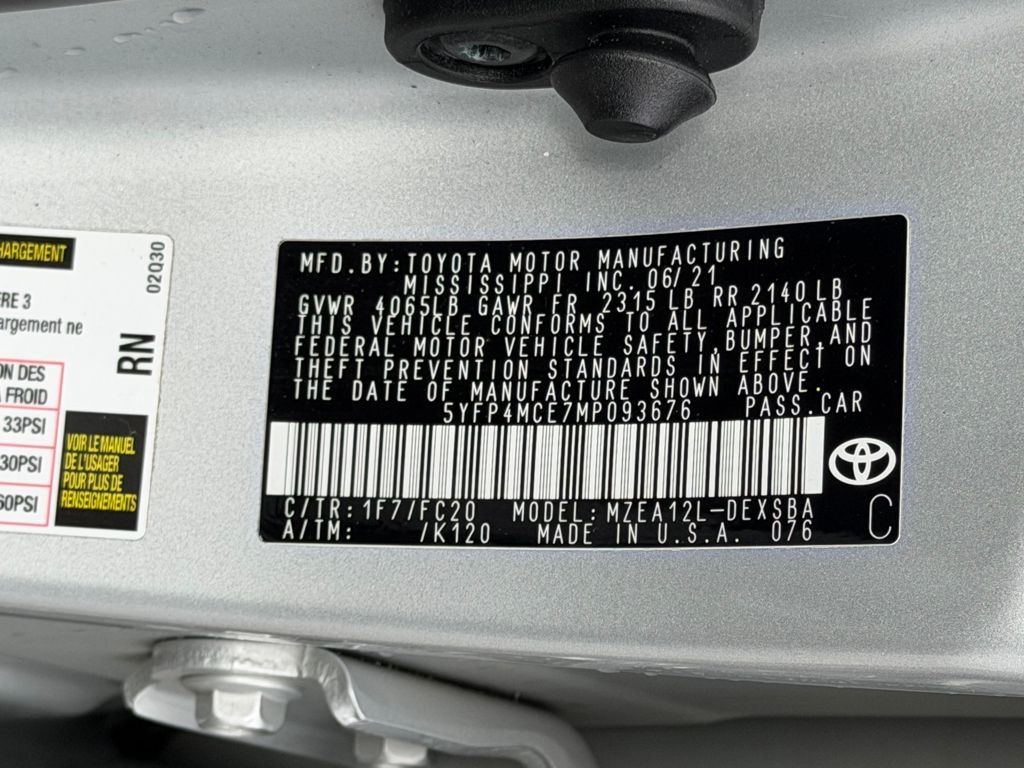 HARGEMENT
02Q30
ERE 3
argement ne
RN
ON DES
A FROID
33PSI
30PSI
60PSI
VOIR LE MANUEL
DE L'USAGER
POUR PLUS DE
RENSEIGNEMENTS
MFD.BY:TOYOTA MOTOR MANUFACTURING
MISSISSIPPI INC. 06/21
GVWR 4065LB GAWR FR 2315 LB RR 2140 LB
THIS VEHICLE CONFORMS TO ALL APPLICABLE
FEDERAL MOTOR VEHICLE SAFETY,BUMPER,AND
THEFT PREVENTION STANDARDS IN EFFECT ON
THE DATE OF MANUFACTURE SHOWN ABOVE.
5YFP4MCE7MP093676 PASS.CAR
C/TR:1F7/FC20 MODEL:MZEA12L-DEXSBA
A/TM: /K120 MADE IN U.S.A. 076
C